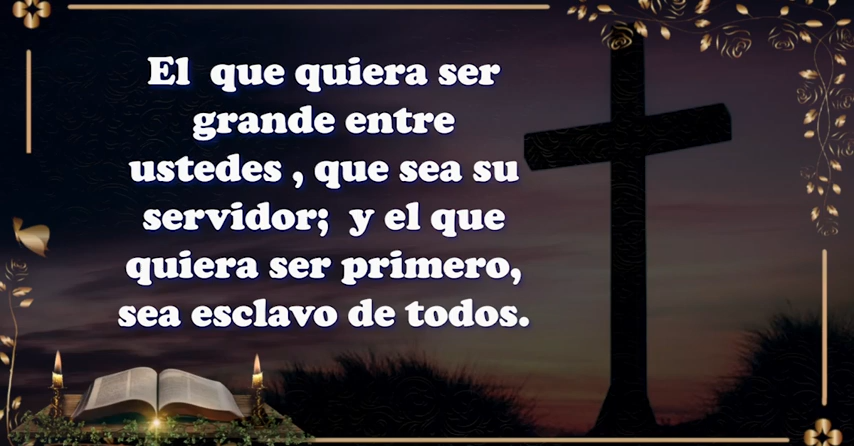 El  que quiera ser
grande entre
ustedes , que sea su
servidor;  y el que
quiera ser primero,
sea esclavo de todos.